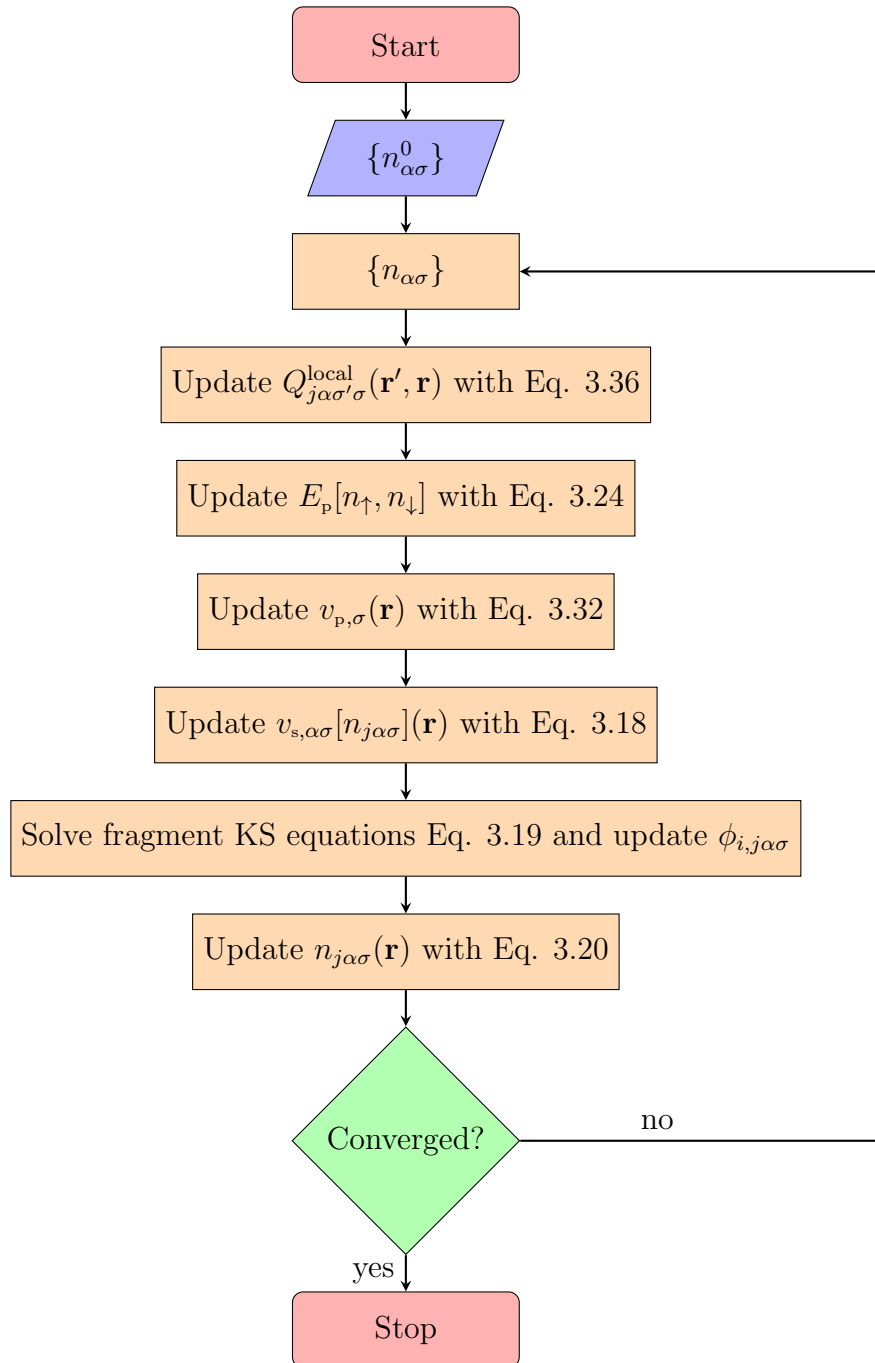 Start
{n⁰_{ασ}}
{n_{ασ}}
Update Q^{local}_{jασ′σ}(r′, r) with Eq. 3.36
Update E_p[n_↑, n_↓] with Eq. 3.24
Update v_{p,σ}(r) with Eq. 3.32
Update v_{s,ασ}[n_{jασ}](r) with Eq. 3.18
Solve fragment KS equations Eq. 3.19 and update ϕ_{i,jασ}
Update n_{jασ}(r) with Eq. 3.20
Converged?
no
yes
Stop